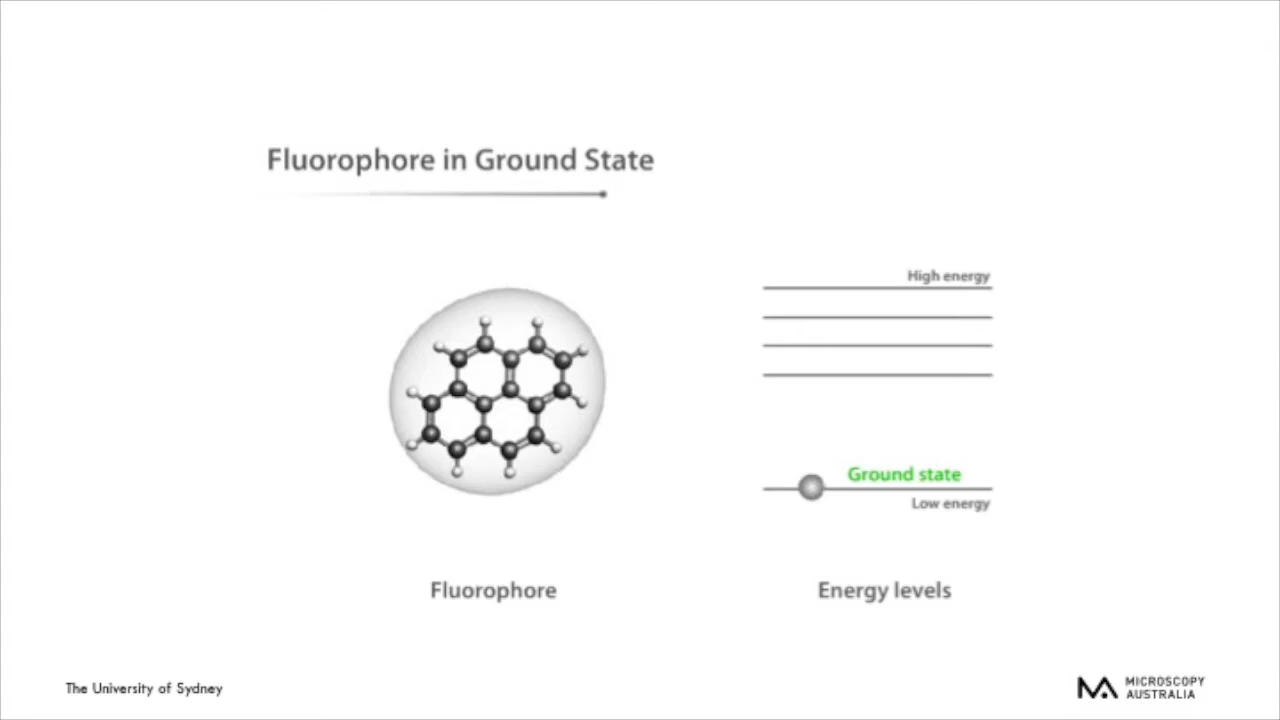 Fluorophore in Ground State
High energy
Ground state
Low energy
Fluorophore
Energy levels
The University of Sydney
MICROSCOPY
AUSTRALIA